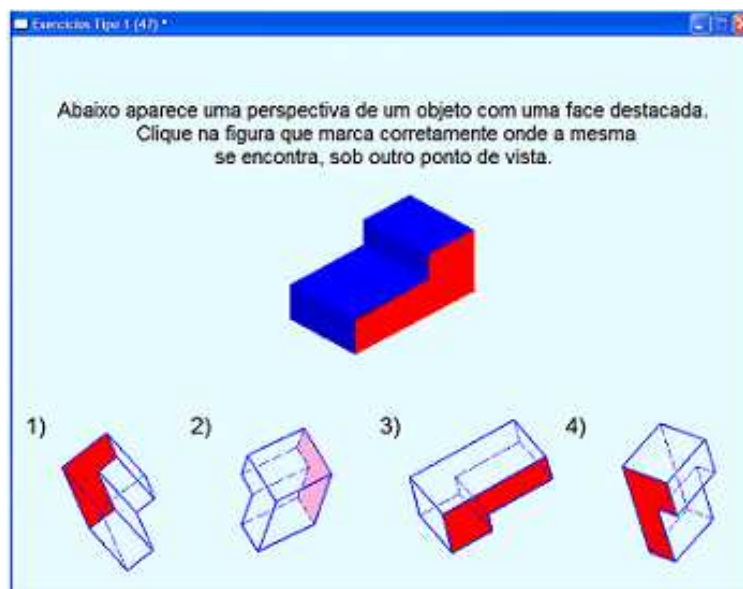 Exercícios Tipo 1 (47) *
Abaixo aparece uma perspectiva de um objeto com uma face destacada.
Clique na figura que marca corretamente onde a mesma
se encontra, sob outro ponto de vista.
1) 2) 3) 4)